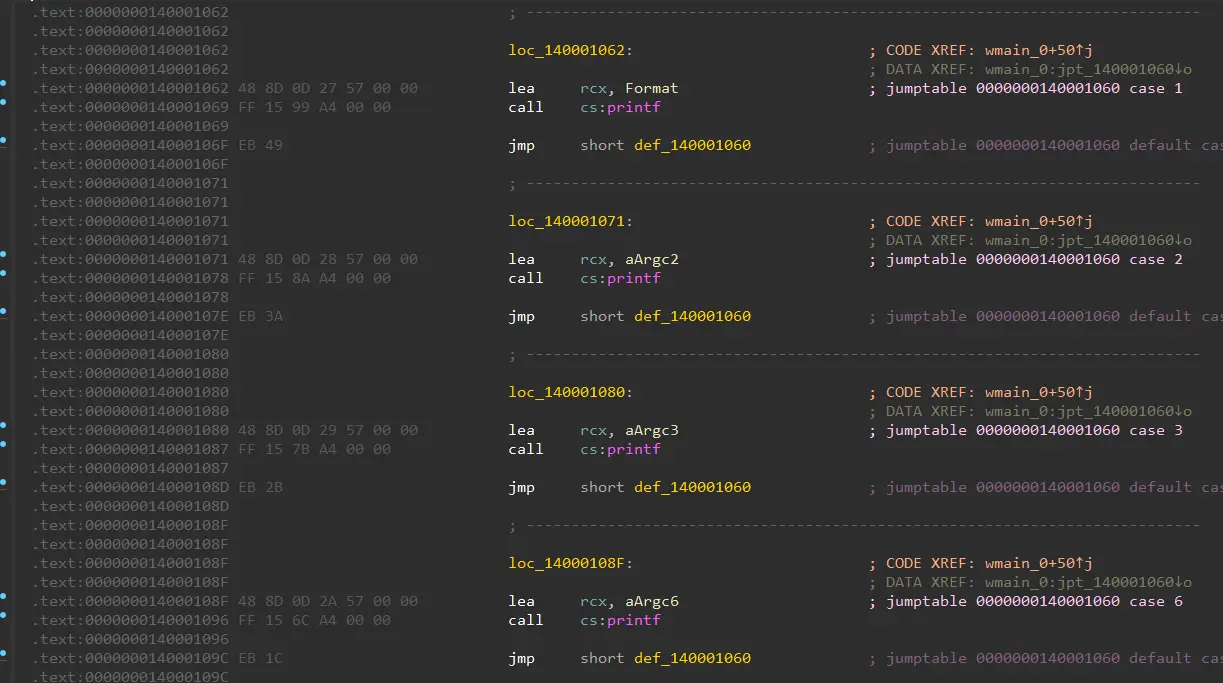 .text:0000000140001062 ; ---------------------------------------------------------------------------
.text:0000000140001062
.text:0000000140001062 loc_140001062: ; CODE XREF: wmain_0+50↑j
.text:0000000140001062 ; DATA XREF: wmain_0:jpt_140001060↓o
.text:0000000140001062 48 8D 0D 27 57 00 00 lea rcx, Format ; jumptable 0000000140001060 case 1
.text:0000000140001069 FF 15 99 A4 00 00 call cs:printf
.text:0000000140001069
.text:000000014000106F EB 49 jmp short def_140001060 ; jumptable 0000000140001060 default cas
.text:000000014000106F
.text:0000000140001071 ; ---------------------------------------------------------------------------
.text:0000000140001071
.text:0000000140001071 loc_140001071: ; CODE XREF: wmain_0+50↑j
.text:0000000140001071 ; DATA XREF: wmain_0:jpt_140001060↓o
.text:0000000140001071 48 8D 0D 28 57 00 00 lea rcx, aArgc2 ; jumptable 0000000140001060 case 2
.text:0000000140001078 FF 15 8A A4 00 00 call cs:printf
.text:0000000140001078
.text:000000014000107E EB 3A jmp short def_140001060 ; jumptable 0000000140001060 default cas
.text:000000014000107E
.text:0000000140001080 ; ---------------------------------------------------------------------------
.text:0000000140001080
.text:0000000140001080 loc_140001080: ; CODE XREF: wmain_0+50↑j
.text:0000000140001080 ; DATA XREF: wmain_0:jpt_140001060↓o
.text:0000000140001080 48 8D 0D 29 57 00 00 lea rcx, aArgc3 ; jumptable 0000000140001060 case 3
.text:0000000140001087 FF 15 7B A4 00 00 call cs:printf
.text:0000000140001087
.text:000000014000108D EB 2B jmp short def_140001060 ; jumptable 0000000140001060 default cas
.text:000000014000108D
.text:000000014000108F ; ---------------------------------------------------------------------------
.text:000000014000108F
.text:000000014000108F loc_14000108F: ; CODE XREF: wmain_0+50↑j
.text:000000014000108F ; DATA XREF: wmain_0:jpt_140001060↓o
.text:000000014000108F 48 8D 0D 2A 57 00 00 lea rcx, aArgc6 ; jumptable 0000000140001060 case 6
.text:0000000140001096 FF 15 6C A4 00 00 call cs:printf
.text:0000000140001096
.text:000000014000109C EB 1C jmp short def_140001060 ; jumptable 0000000140001060 default cas
.text:000000014000109C